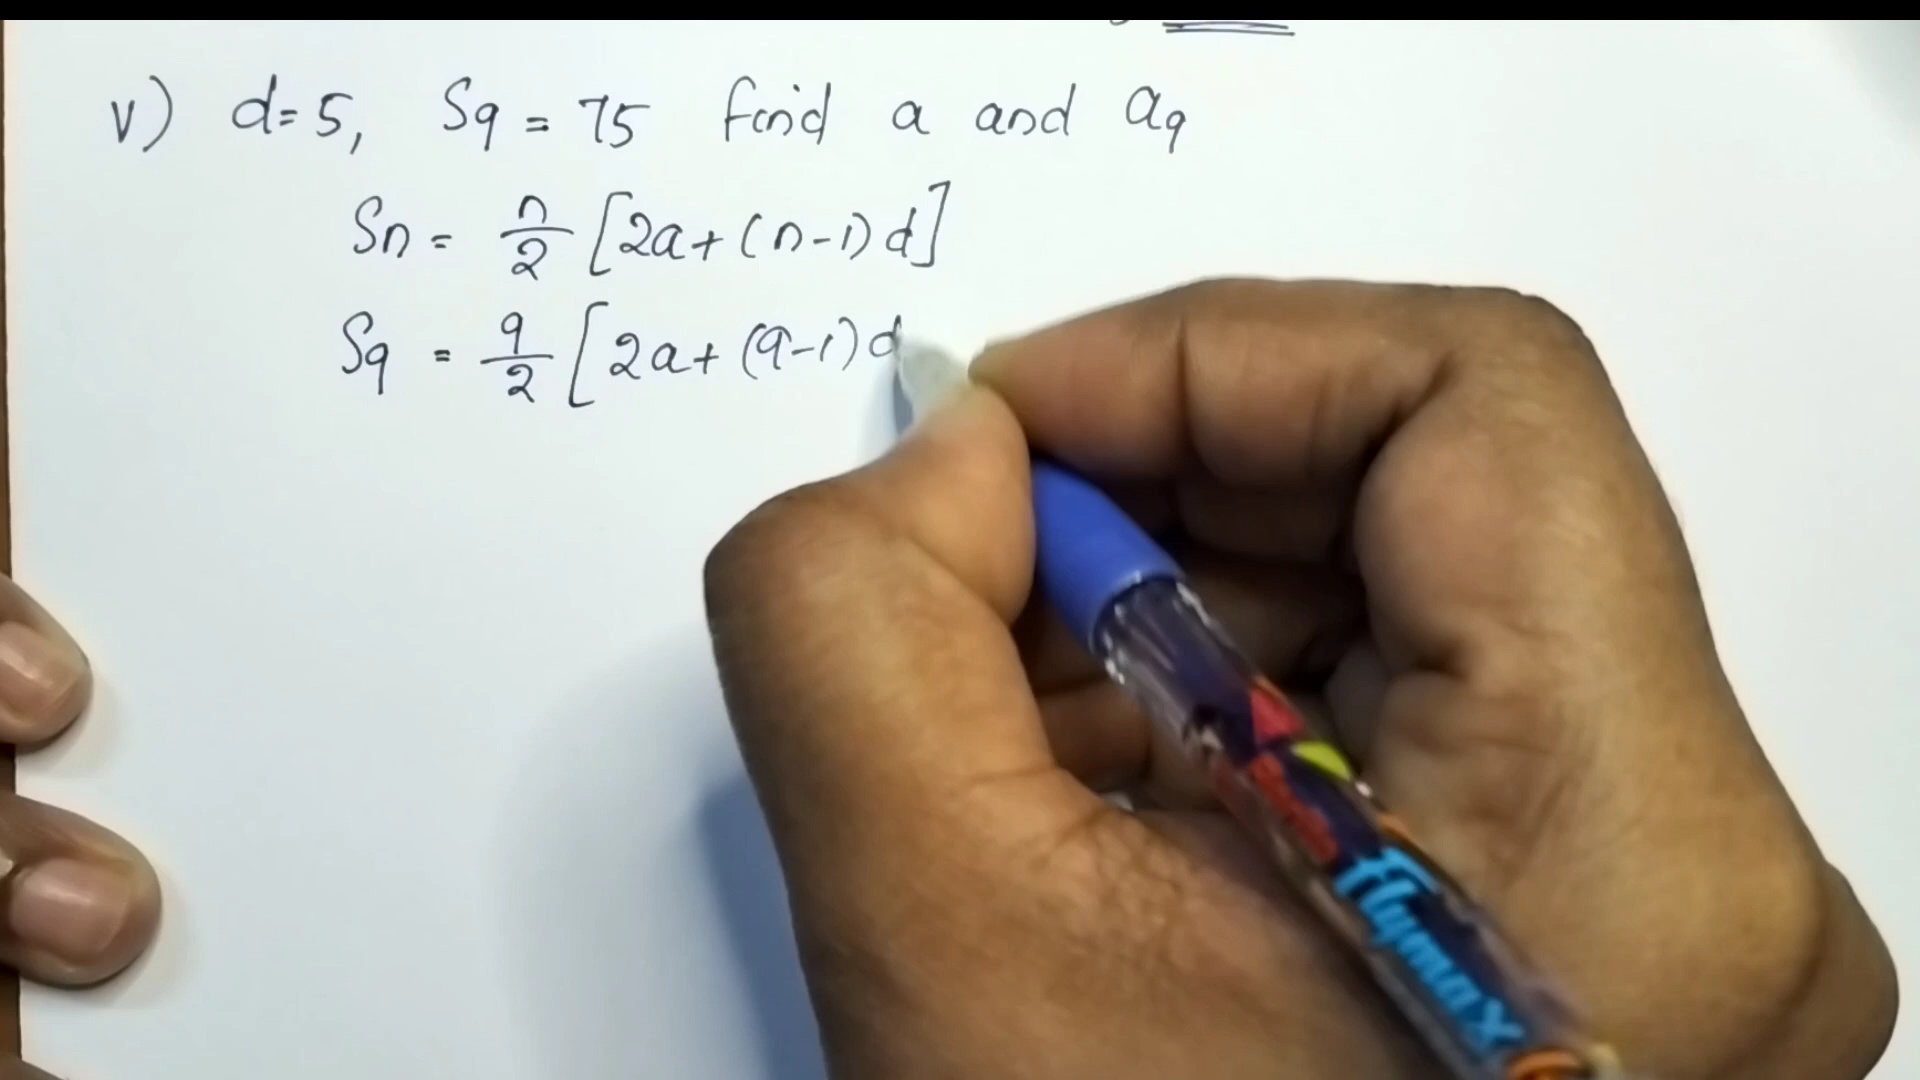 v) d=5, S₉ = 75 find a and a₉
Sn = n/2 [2a+(n-1)d]
S₉ = 9/2 [2a+(9-1)d
Flymax